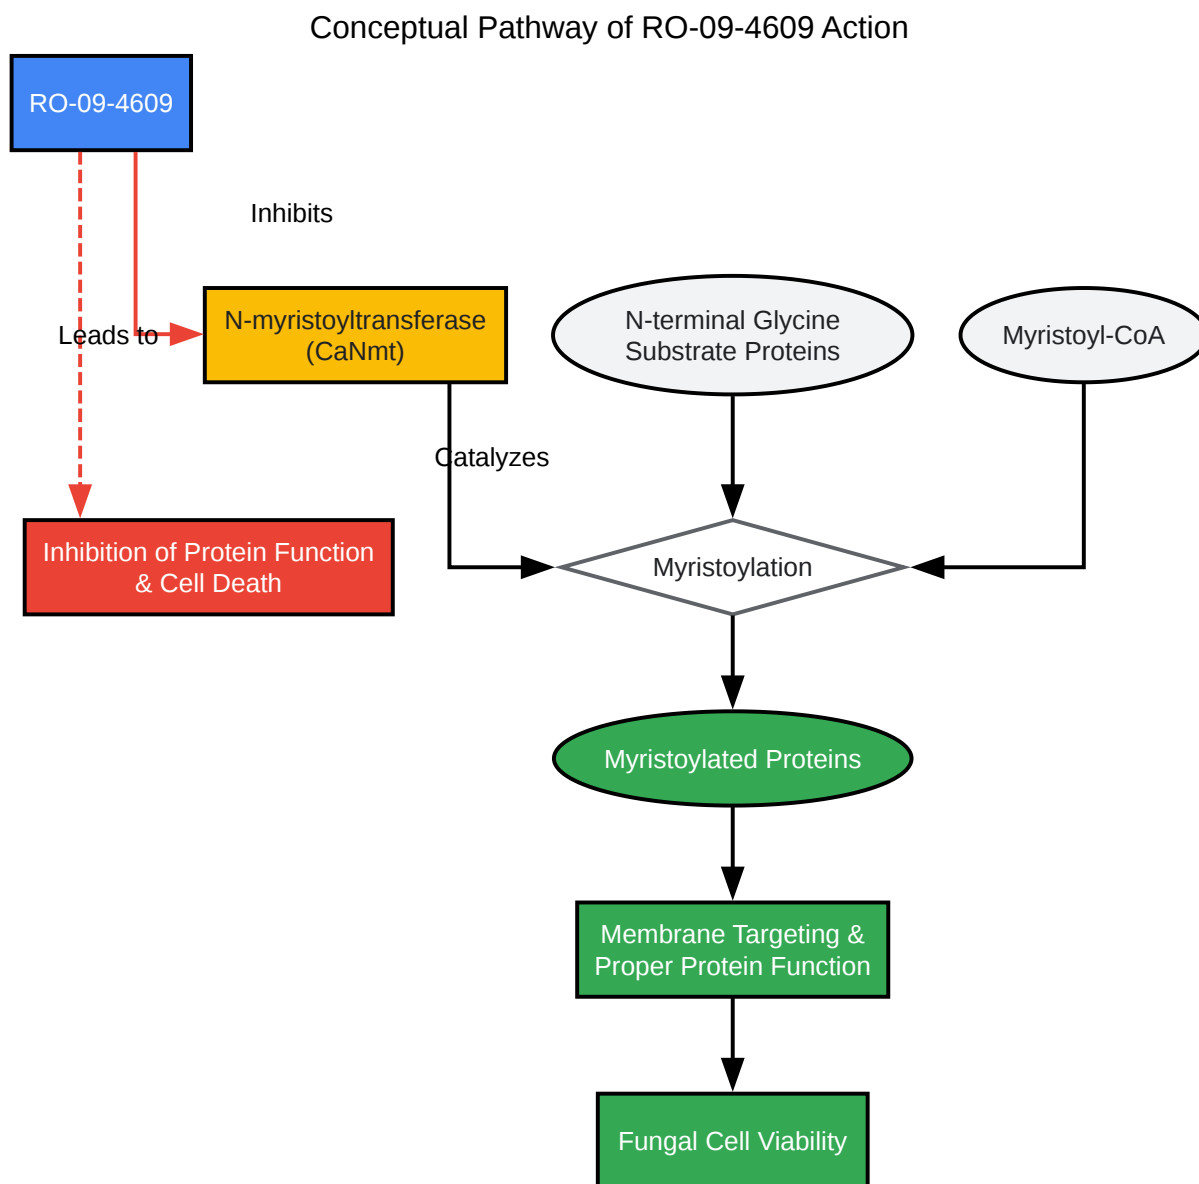 Conceptual Pathway of RO-09-4609 Action
RO-09-4609
Inhibits
Leads to
N-myristoyltransferase
(CaNmt)
N-terminal Glycine
Substrate Proteins
Myristoyl-CoA
Catalyzes
Inhibition of Protein Function
& Cell Death
Myristoylation
Myristoylated Proteins
Membrane Targeting &
Proper Protein Function
Fungal Cell Viability